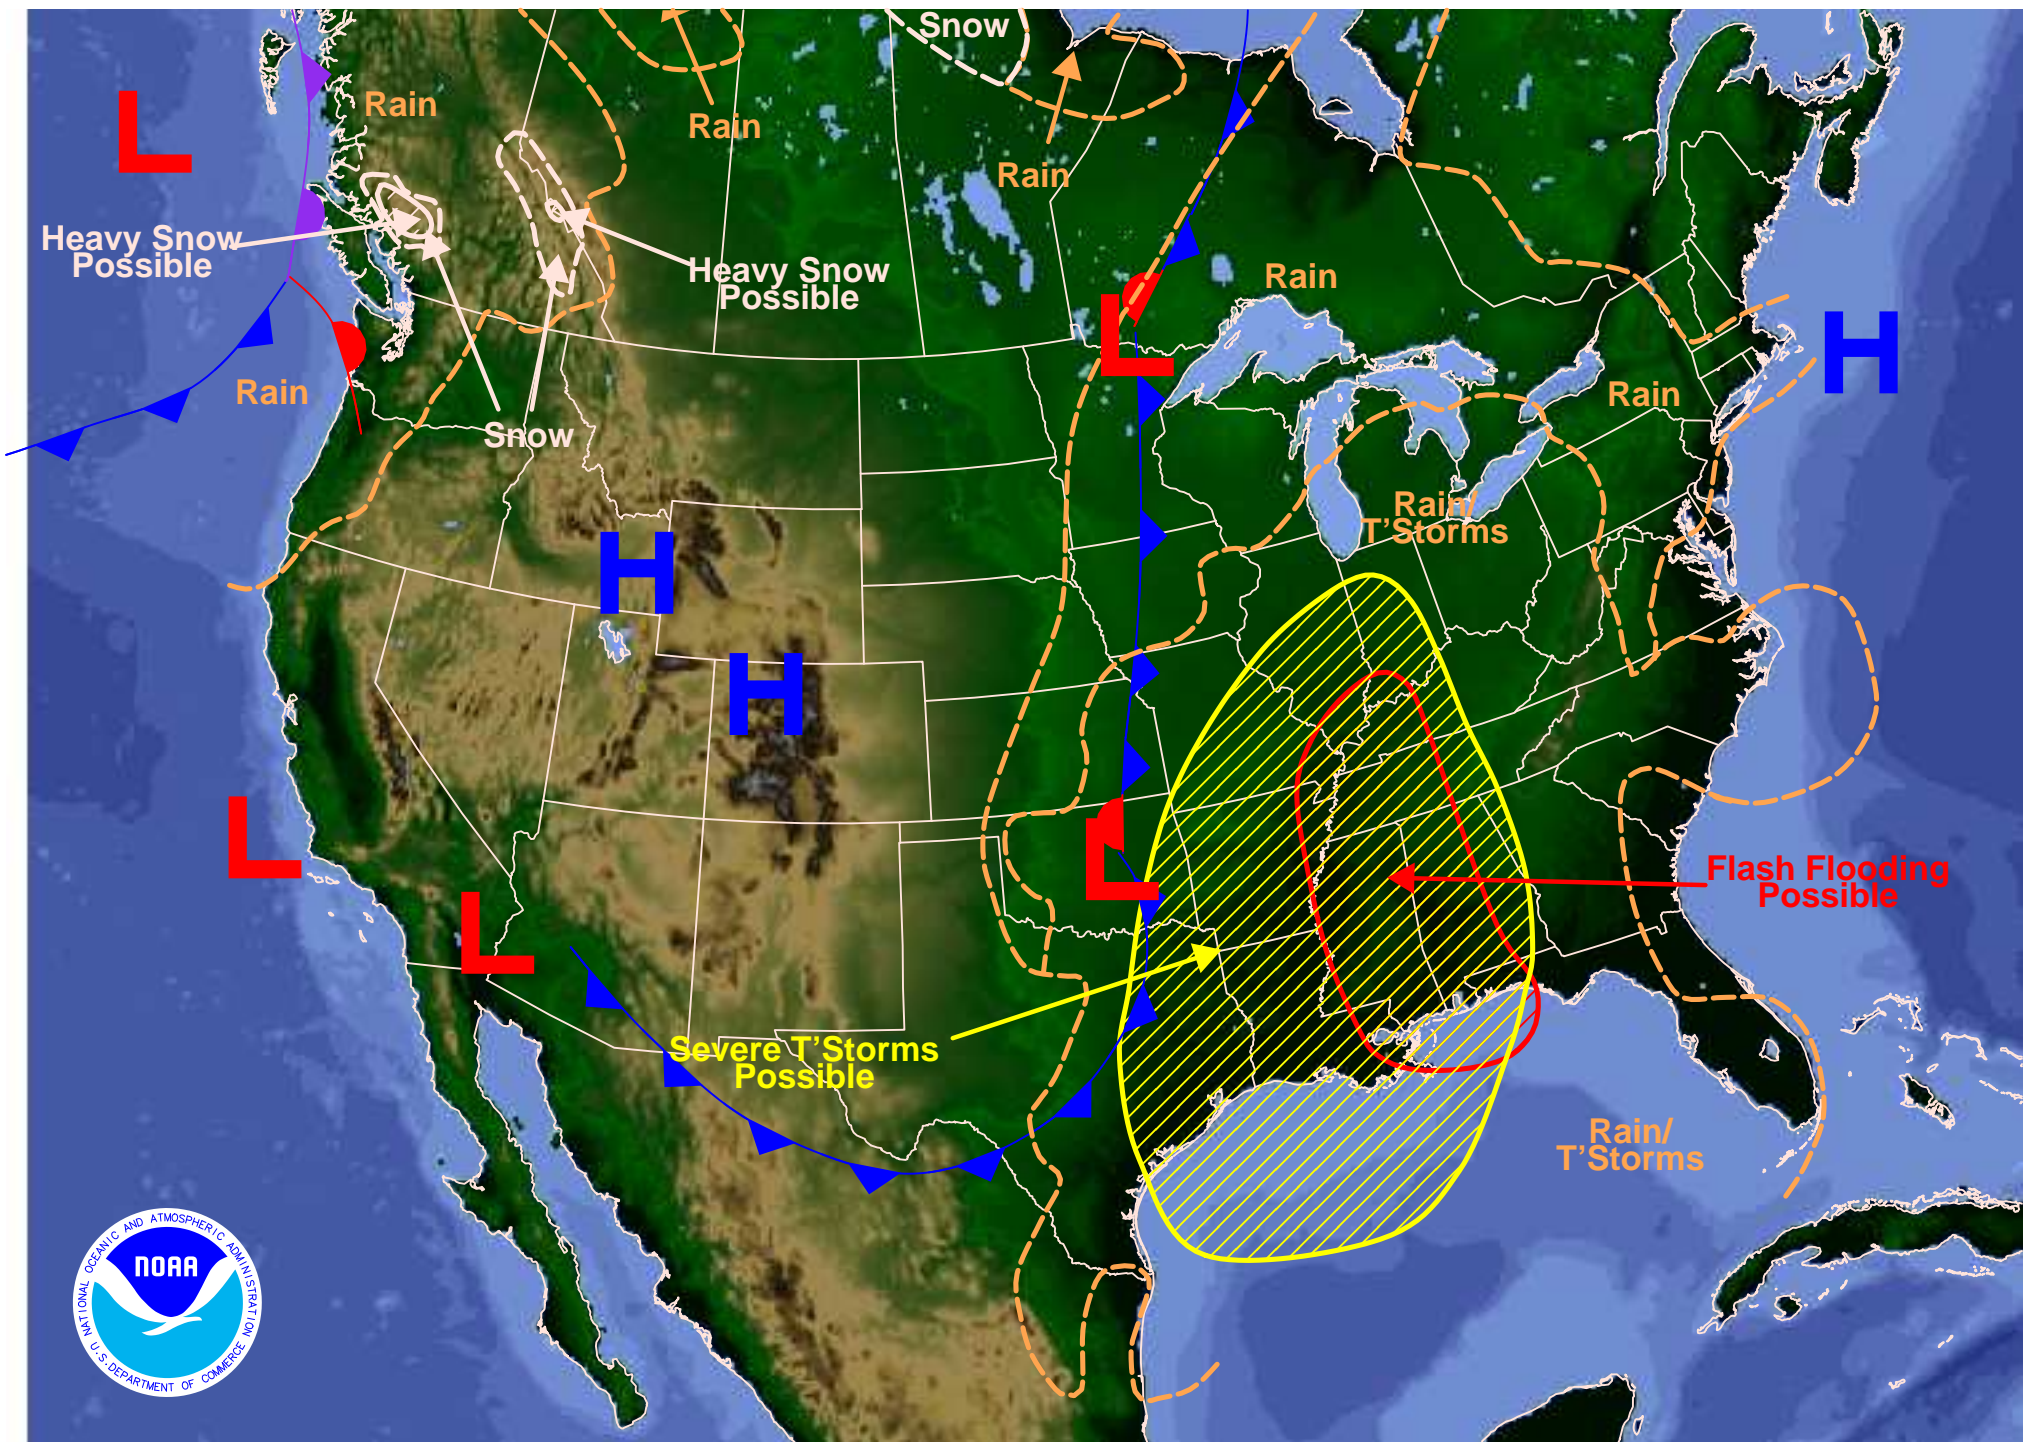 Snow
L
Rain
Rain
Rain
Heavy Snow
Possible
Heavy Snow
Possible
Rain
L
H
Rain
Rain
Snow
Rain/
T'Storms
H
H
L
L
Flash Flooding
Possible
L
Severe T'Storms
Possible
Rain/
T'Storms
NATIONAL OCEANIC AND ATMOSPHERIC ADMINISTRATION
NOAA
U.S. DEPARTMENT OF COMMERCE